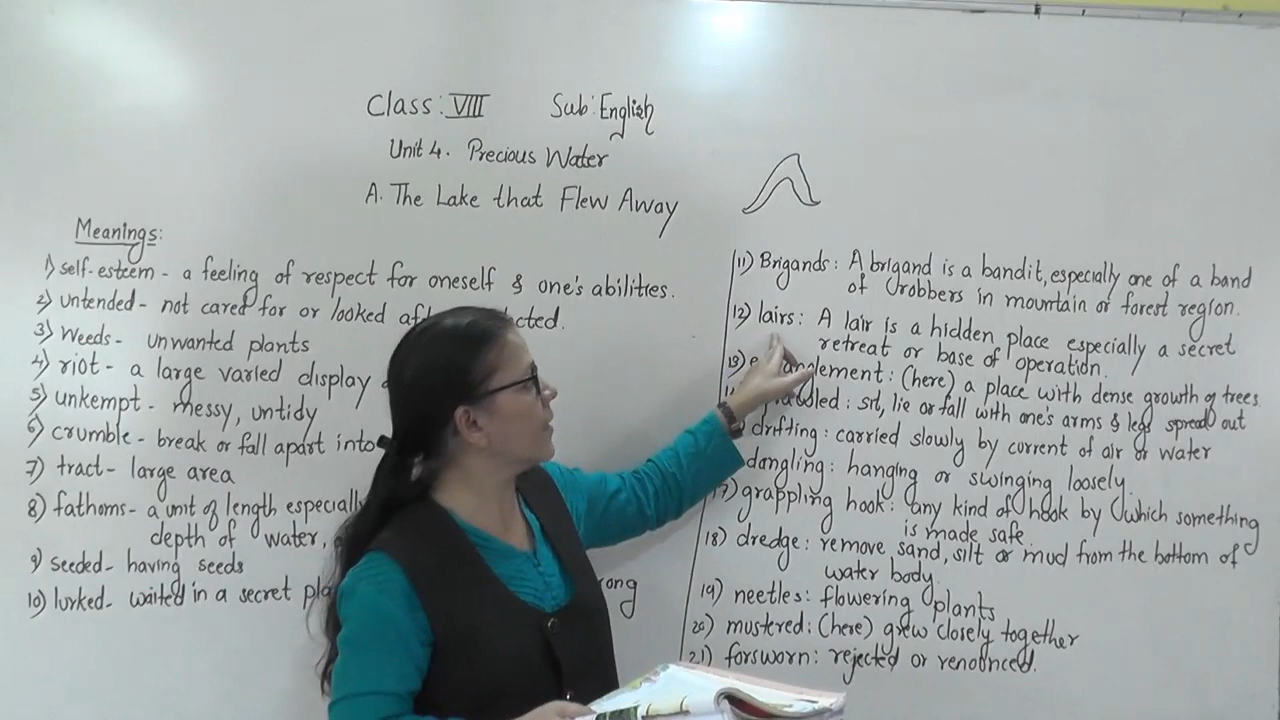 Class: VIII Sub: English
Unit 4. Precious Water
A. The Lake that Flew Away
Meanings:
1) self-esteem - a feeling of respect for oneself & one's abilities.
2) untended - not cared for or looked
3) Weeds - unwanted plants
4) riot - a large varied display
5) unkempt - messy, untidy
6) crumble - break or fall apart into
7) tract - large area
8) fathoms - a unit of length especially
depth of water,
9) seeded - having seeds
10) lurked - waited in a secret
11) Brigands: A brigand is a bandit, especially one of a band
of robbers in mountain or forest region.
12) lairs: A lair is a hidden place especially a secret
retreat or base of operation.
13) : (here) a place with dense growth of trees
: sit, lie or fall with one's arms & legs spread out
drifting: carried slowly by current of air or water
dangling: hanging or swinging loosely.
17) grappling hook: any kind of hook by which something
is made safe.
18) dredge: remove sand, silt or mud from the bottom of
water body.
19) neetles: flowering plants
20) mustered: (here) grew closely together
21) forsworn: rejected or renounced.